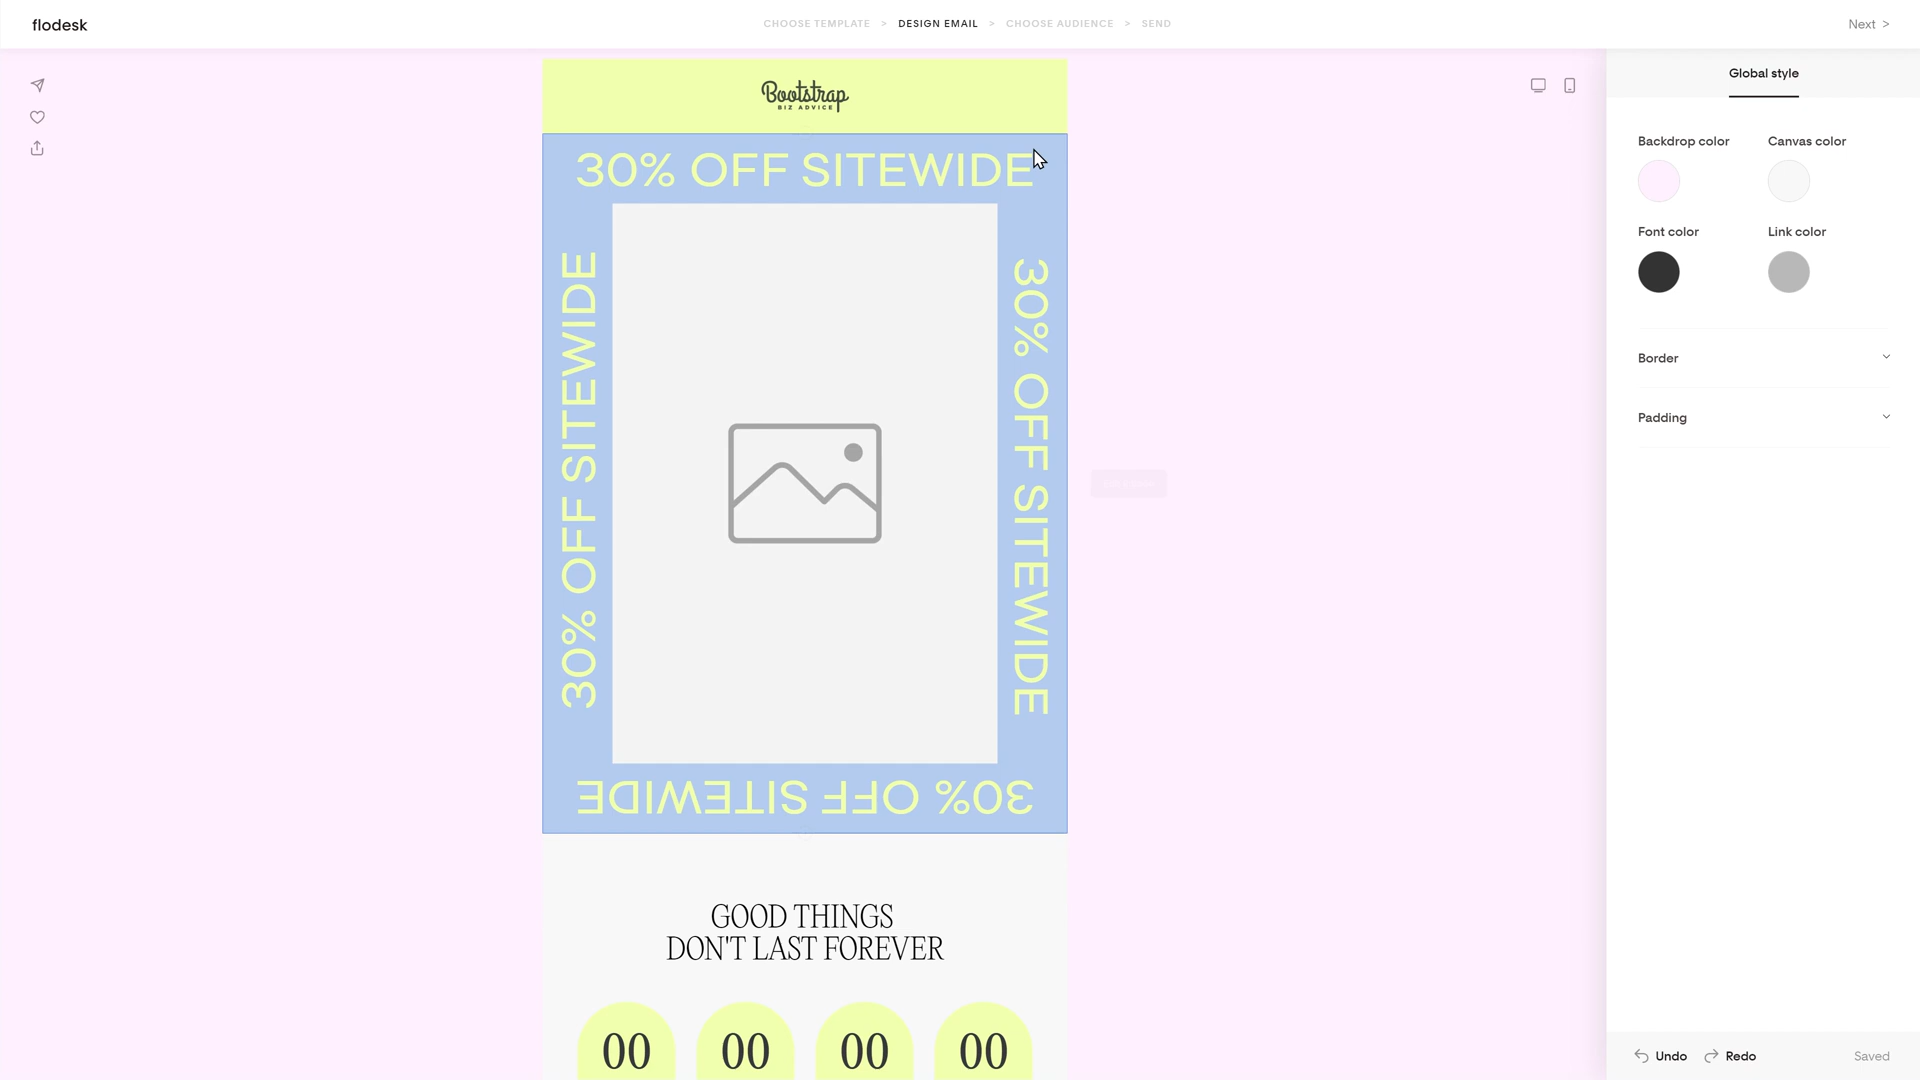 flodesk
CHOOSE TEMPLATE > DESIGN EMAIL > CHOOSE AUDIENCE > SEND
Next >
Bootstrap
BIZ ADVICE
30% OFF SITEWIDE
30% OFF SITEWIDE
30% OFF SITEWIDE
30% OFF SITEWIDE
GOOD THINGS
DON'T LAST FOREVER
00 00 00 00
Global style
Backdrop color Canvas color
Font color Link color
Border
Padding
Undo Redo Saved